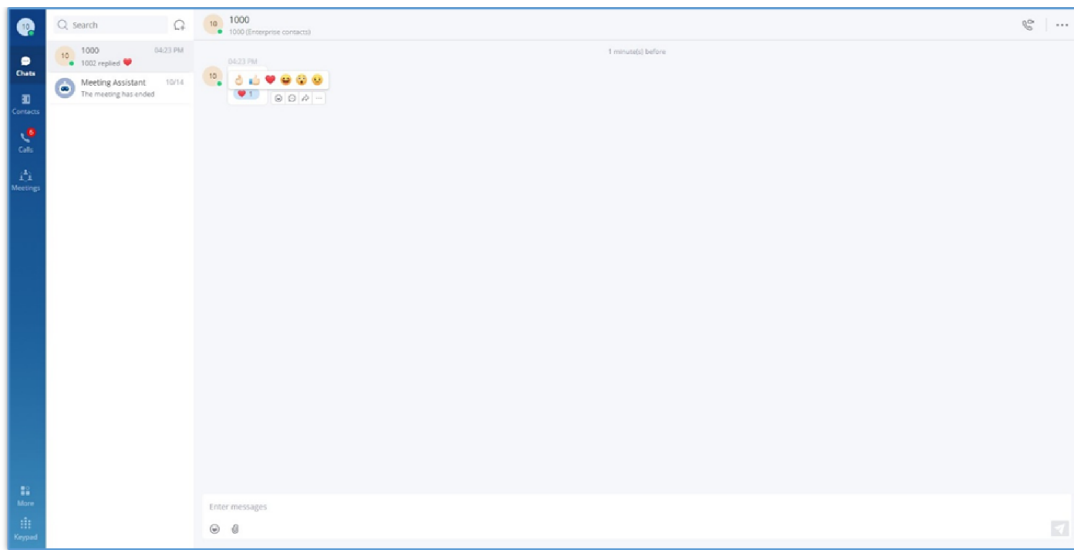 10
Chats
Contacts
6
Calls
Meetings
More
Keypad
Search
10
1000
04:23 PM
1002 replied ❤️
Meeting Assistant
10/14
The meeting has ended
10
1000
1000 (Enterprise contacts)
1 minute(s) before
04:23 PM
10
1
Enter messages